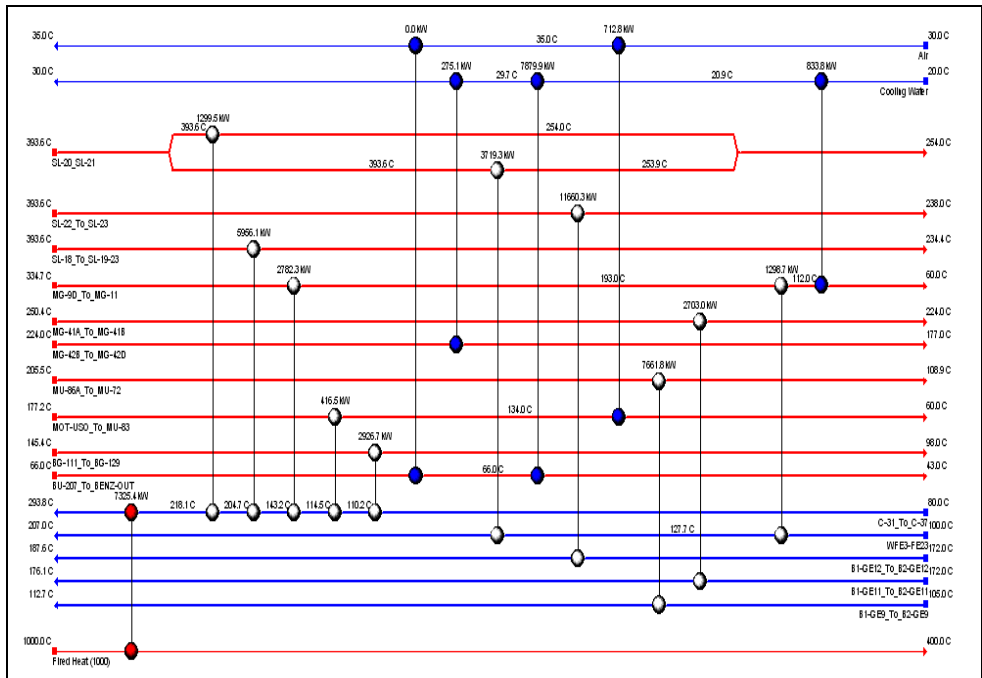 0.0 kW 712.8 kW
35.0 C 35.0 C 30.0 C
Air
275.1 kW 7879.9 kW 833.8 kW
30.0 C 29.7 C 20.9 C 20.0 C
Cooling Water
1299.5 kW
393.6 C 254.0 C
393.6 C 3719.3 kW 254.0 C
SL-20_SL-21 393.6 C 253.9 C
393.6 C 11660.3 kW 238.0 C
SL-22_To_SL-23
393.6 C 5956.1 kW 234.4 C
SL-18_To_SL-19-23
334.7 C 2782.3 kW 193.0 C 1298.7 kW 112.0 C 60.0 C
MG-9D_To_MG-11
250.4 C 2703.0 kW 224.0 C
MG-41A_To_MG-41B
224.0 C 177.0 C
MG-42B_To_MG-42D
205.5 C 7661.8 kW 108.9 C
MU-86A_To_MU-72
177.2 C 416.5 kW 134.0 C 60.0 C
MOT-USO_To_MU-83
145.4 C 2926.7 kW 98.0 C
BG-111_To_BG-129
66.0 C 66.0 C 43.0 C
BU-207_To_BENZ-OUT
7325.4 kW
293.8 C 218.1 C 204.7 C 143.2 C 114.5 C 110.2 C 80.0 C
C-31_To_C-37
207.0 C 127.7 C 100.0 C
WFE3-FE23
187.6 C 172.0 C
B1-GE12_To_B2-GE12
176.1 C 172.0 C
B1-GE11_To_B2-GE11
112.7 C 105.0 C
B1-GE9_To_B2-GE9
1000.0 C 400.0 C
Fired Heat (1000)